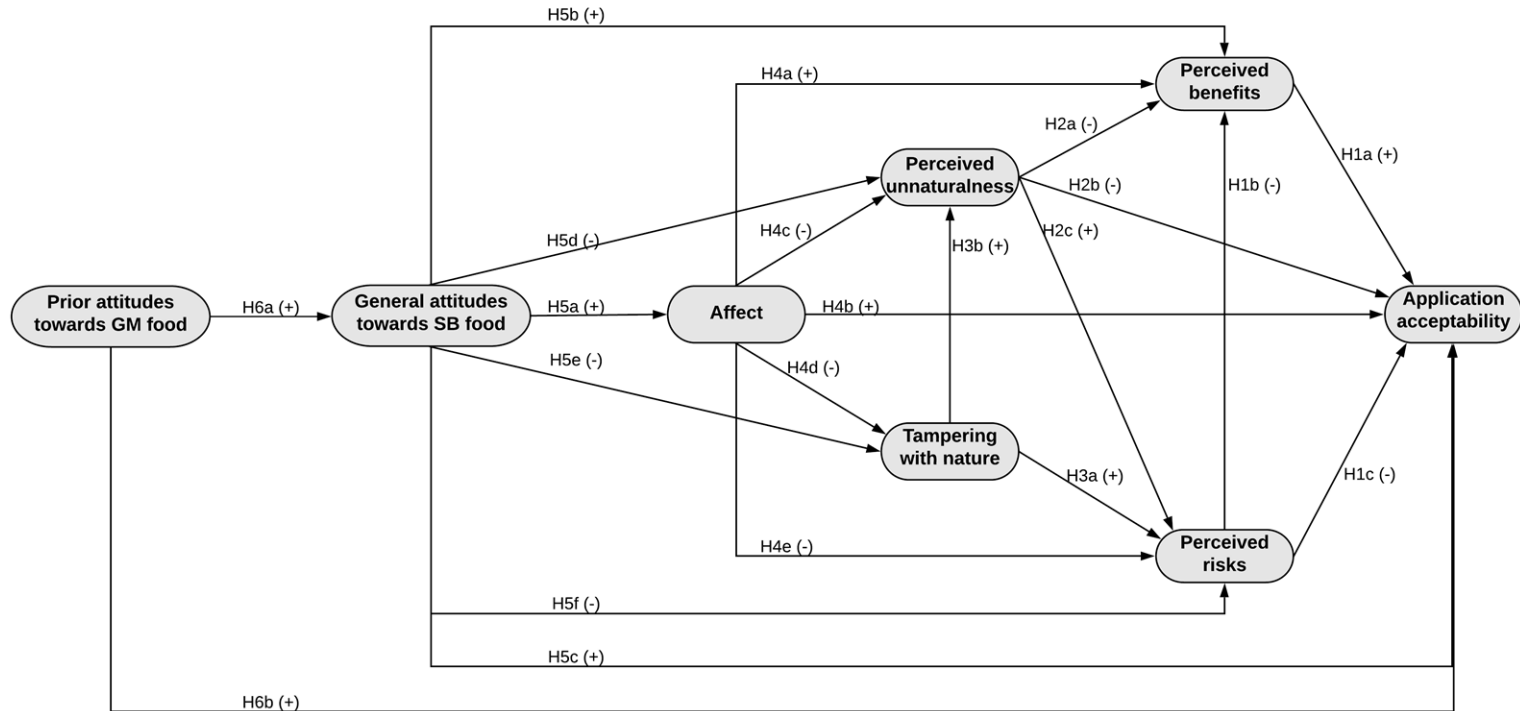 H5b (+)
H4a (+)
Perceived
benefits
H2a (-)
H1a (+)
Perceived
unnaturalness
H2b (-)
H1b (-)
H4c (-)
H2c (+)
H5d (-)
H3b (+)
Prior attitudes
towards GM food
H6a (+)
General attitudes
towards SB food
H5a (+)
Affect
H4b (+)
Application
acceptability
H5e (-)
H4d (-)
Tampering
with nature
H3a (+)
H1c (-)
H4e (-)
Perceived
risks
H5f (-)
H5c (+)
H6b (+)